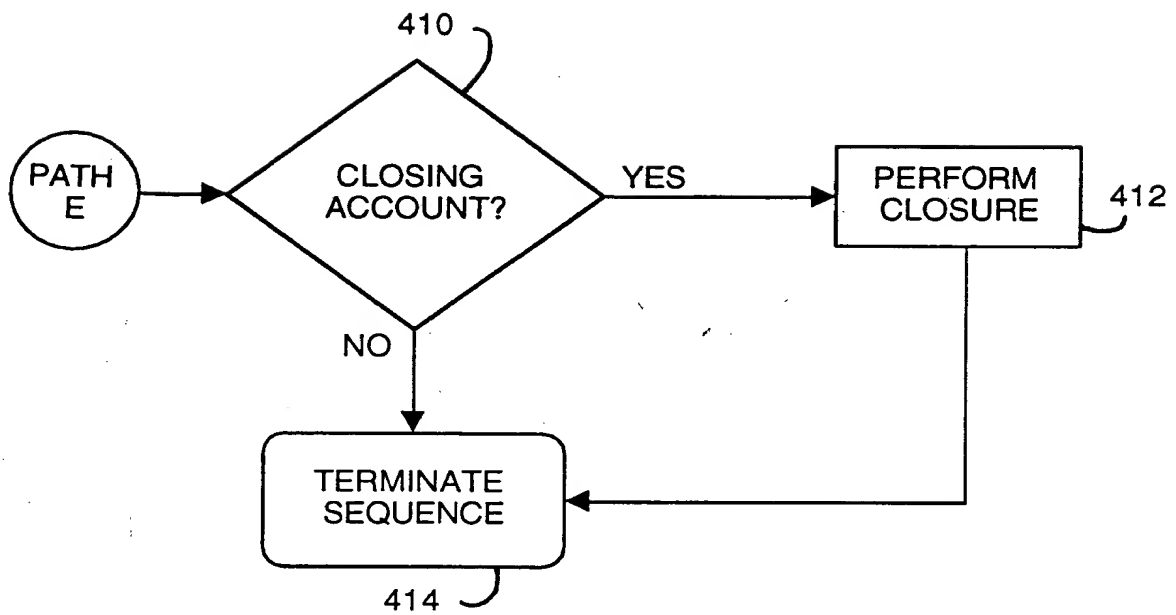 410
PATH
E
CLOSING
ACCOUNT?
YES
PERFORM
CLOSURE
412
NO
TERMINATE
SEQUENCE
414